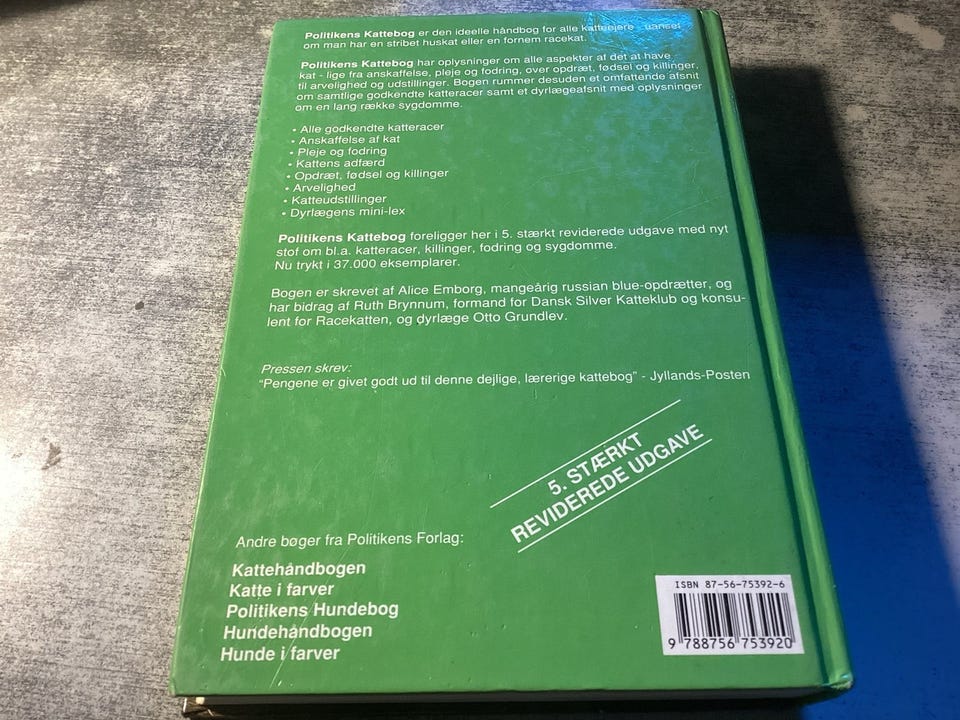 Politikens Kattebog er den ideelle håndbog for alle katteejere - uanset
om man har en stribet huskat eller en fornem racekat.
Politikens Kattebog har oplysninger om alle aspekter af det at have
kat - lige fra anskaffelse, pleje og fodring, over opdræt, fødsel og killinger,
til arvelighed og udstillinger. Bogen rummer desuden et omfattende afsnit
om samtlige godkendte katteracer samt et dyrlægeafsnit med oplysninger
om en lang række sygdomme.
• Alle godkendte katteracer
• Anskaffelse af kat
• Pleje og fodring
• Kattens adfærd
• Opdræt, fødsel og killinger
• Arvelighed
• Katteudstillinger
• Dyrlægens mini-lex
Politikens Kattebog foreligger her i 5. stærkt reviderede udgave med nyt
stof om bl.a. katteracer, killinger, fodring og sygdomme.
Nu trykt i 37.000 eksemplarer.
Bogen er skrevet af Alice Emborg, mangeårig russian blue-opdrætter, og
har bidrag af Ruth Brynnum, formand for Dansk Silver Katteklub og konsu-
lent for Racekatten, og dyrlæge Otto Grundlev.
Pressen skrev:
"Pengene er givet godt ud til denne dejlige, lærerige kattebog" - Jyllands-Posten
5. STÆRKT
REVIDEREDE UDGAVE
Andre bøger fra Politikens Forlag:
Kattehåndbogen
Katte i farver
Politikens Hundebog
Hundehåndbogen
Hunde i farver
ISBN 87-56-75392-6
9 788756 753920